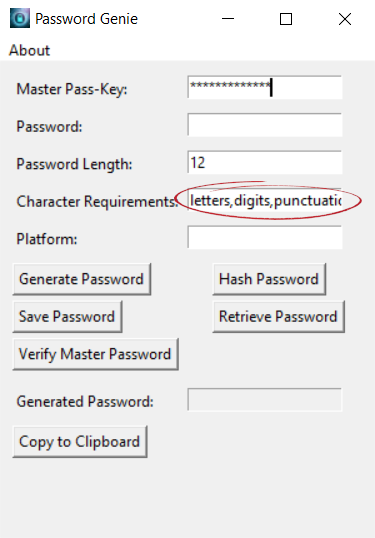 Password Genie
About
Master Pass-Key: *************
Password:
Password Length: 12
Character Requirements: letters,digits,punctuatic
Platform:
Generate Password Hash Password
Save Password Retrieve Password
Verify Master Password
Generated Password:
Copy to Clipboard